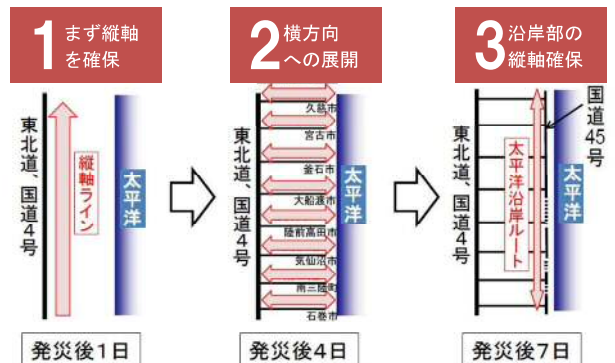 1 まず縦軸
を確保
東北道、国道4号
縦軸ライン
太平洋
発災後1日
2 横方向
への展開
東北道、国道4号
久慈市
宮古市
釜石市
大船渡市
陸前高田市
気仙沼市
南三陸町
石巻市
太平洋
発災後4日
3 沿岸部の
縦軸確保
東北道、国道4号
太平洋沿岸ルート
国道45号
太平洋
発災後7日